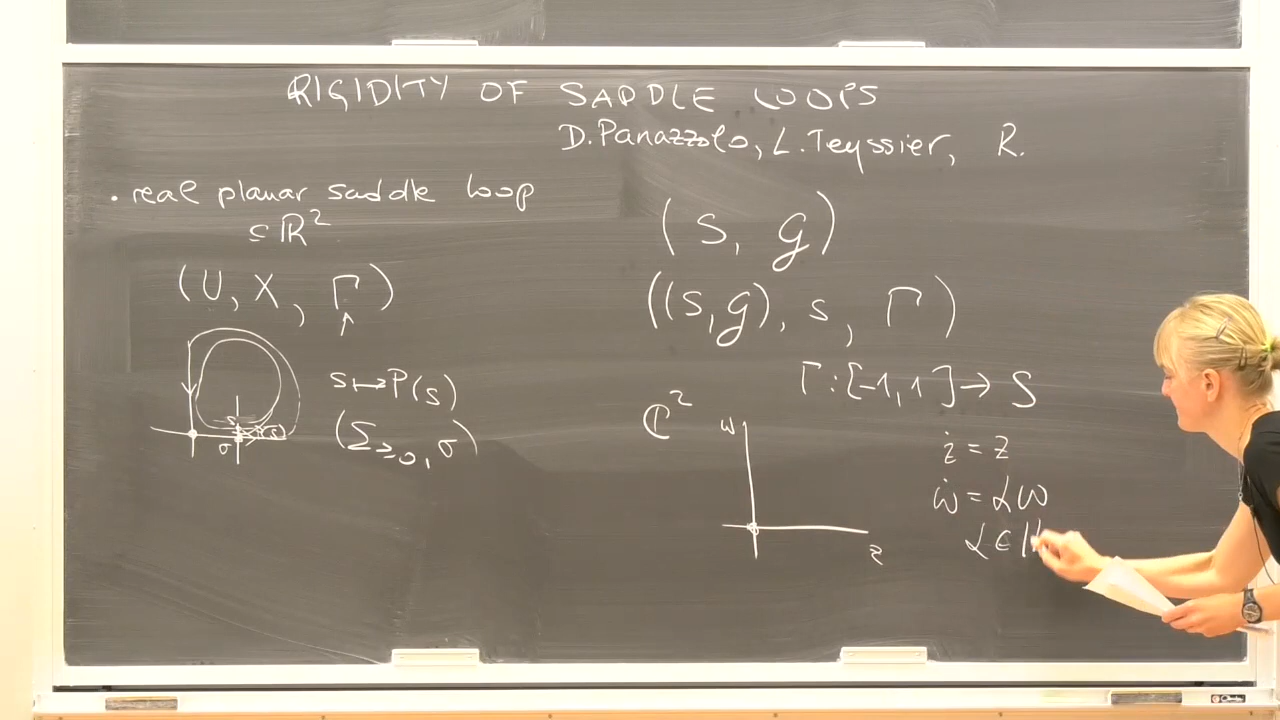 RIGIDITY OF SADDLE LOOPS
D. Panazzolo, L. Teyssier, R.
· real planar saddle loop
⊆ ℝ²
(U, X, Γ)
↑
s ↦ P(s)
(Σ≥0, σ)
σ
(S, G)
((S, G), s, Γ)
Γ : [-1, 1] → S
ℂ²
w
z
ż = z
ẇ = αw
α ∈